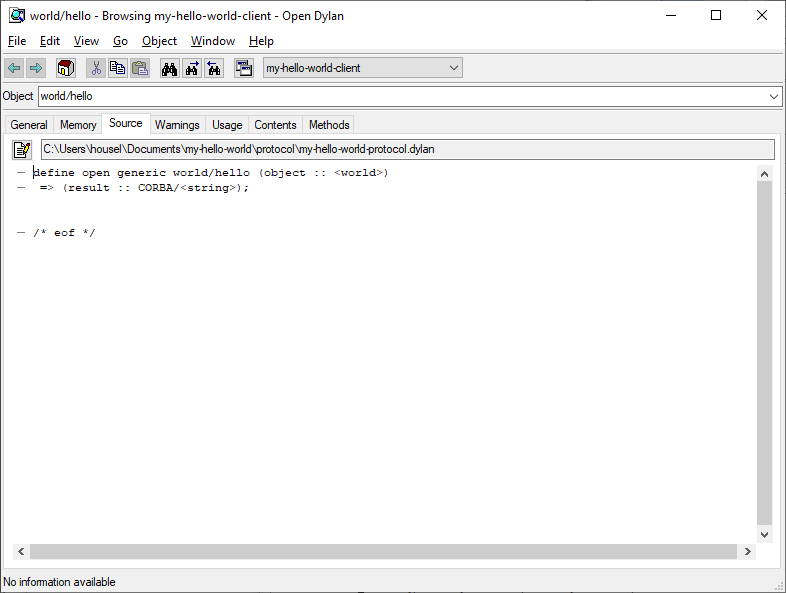 world/hello - Browsing my-hello-world-client - Open Dylan
File Edit View Go Object Window Help
my-hello-world-client
Object world/hello
General Memory Source Warnings Usage Contents Methods
C:\Users\housel\Documents\my-hello-world\protocol\my-hello-world-protocol.dylan
define open generic world/hello (object :: <world>)
=> (result :: CORBA/<string>);
/* eof */
No information available